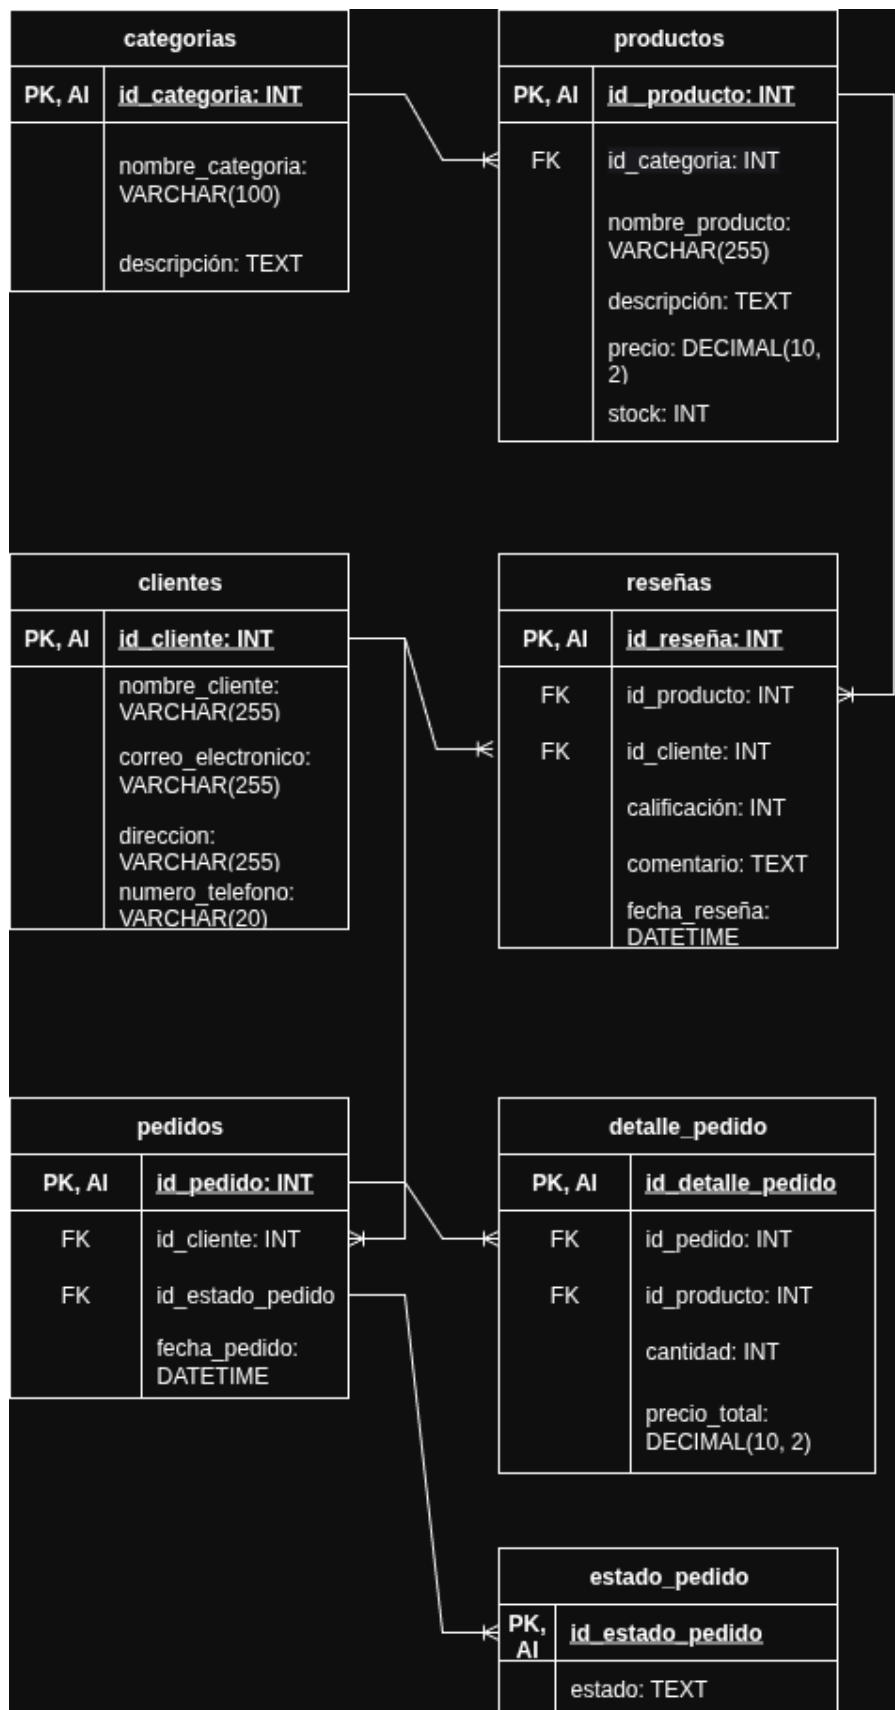 categorias
PK, AI
id_categoria: INT
nombre_categoria:
VARCHAR(100)
descripción: TEXT
productos
PK, AI
id _producto: INT
FK
id_categoria: INT
nombre_producto:
VARCHAR(255)
descripción: TEXT
precio: DECIMAL(10,
2)
stock: INT
clientes
PK, AI
id_cliente: INT
nombre_cliente:
VARCHAR(255)
correo_electronico:
VARCHAR(255)
direccion:
VARCHAR(255)
numero_telefono:
VARCHAR(20)
reseñas
PK, AI
id_reseña: INT
FK
id_producto: INT
FK
id_cliente: INT
calificación: INT
comentario: TEXT
fecha_reseña:
DATETIME
pedidos
PK, AI
id_pedido: INT
FK
id_cliente: INT
FK
id_estado_pedido
fecha_pedido:
DATETIME
detalle_pedido
PK, AI
id_detalle_pedido
FK
id_pedido: INT
FK
id_producto: INT
cantidad: INT
precio_total:
DECIMAL(10, 2)
estado_pedido
PK,
AI
id_estado_pedido
estado: TEXT